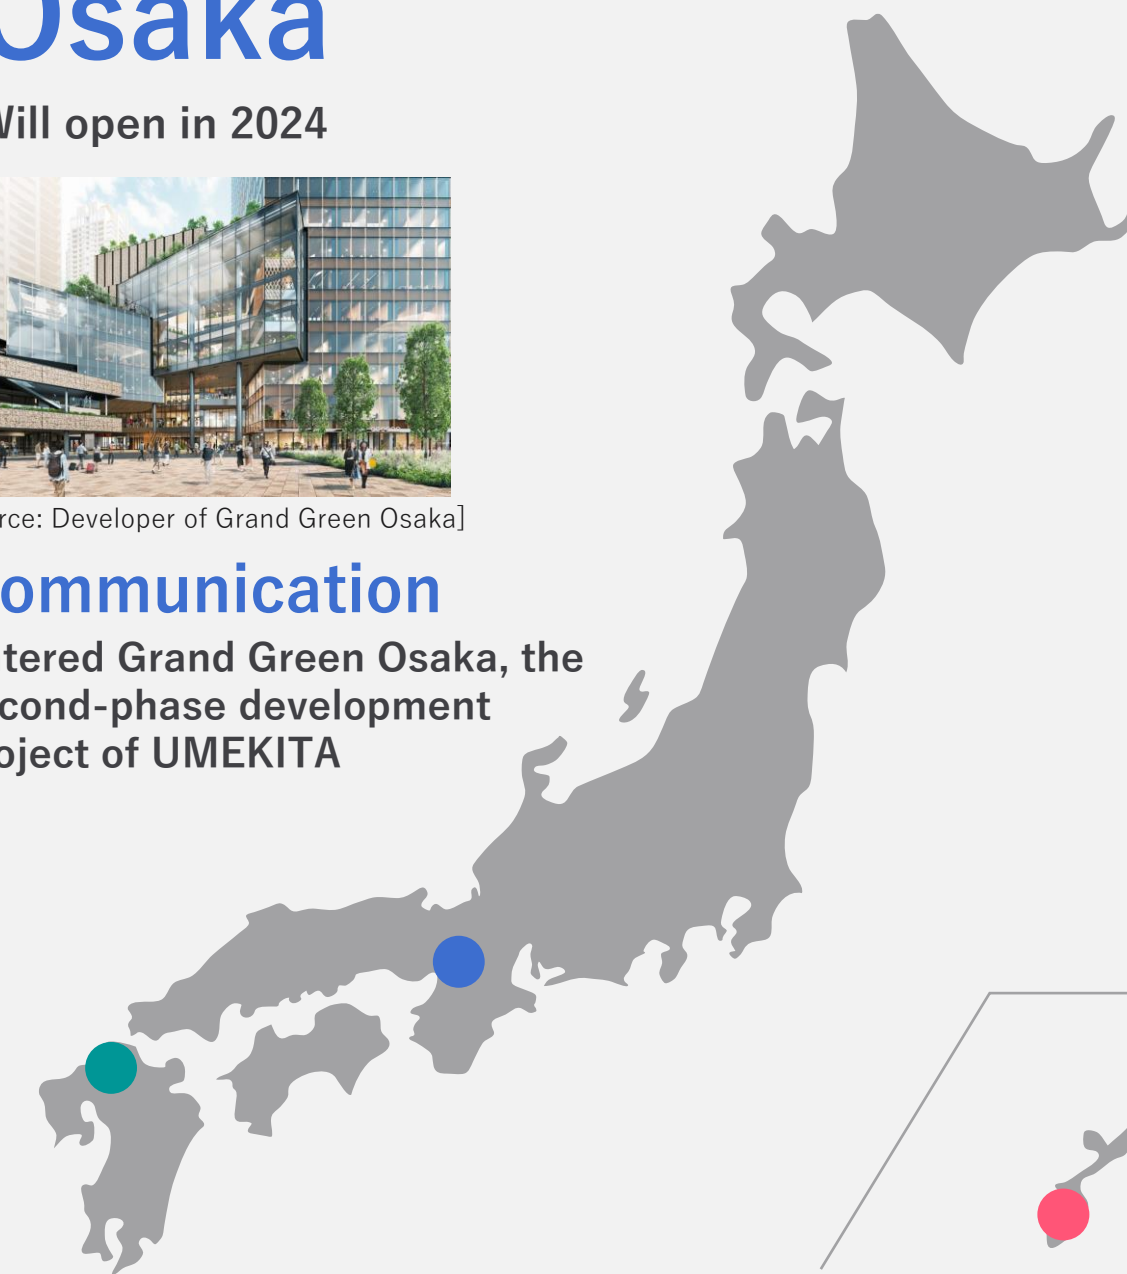 Osaka
Will open in 2024
rce: Developer of Grand Green Osaka]
ommunication
tered Grand Green Osaka, the
cond-phase development
oject of UMEKITA